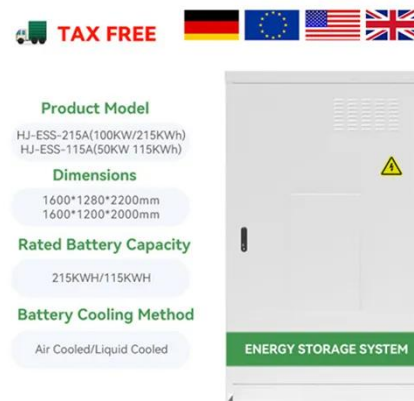 TAX FREE
Product Model
HJ-ESS-215A(100KW/215KWh)
HJ-ESS-115A(50KW 115KWh)
Dimensions
1600*1280*2200mm
1600*1200*2000mm
Rated Battery Capacity
215KWH/115KWH
Battery Cooling Method
Air Cooled/Liquid Cooled
ENERGY STORAGE SYSTEM